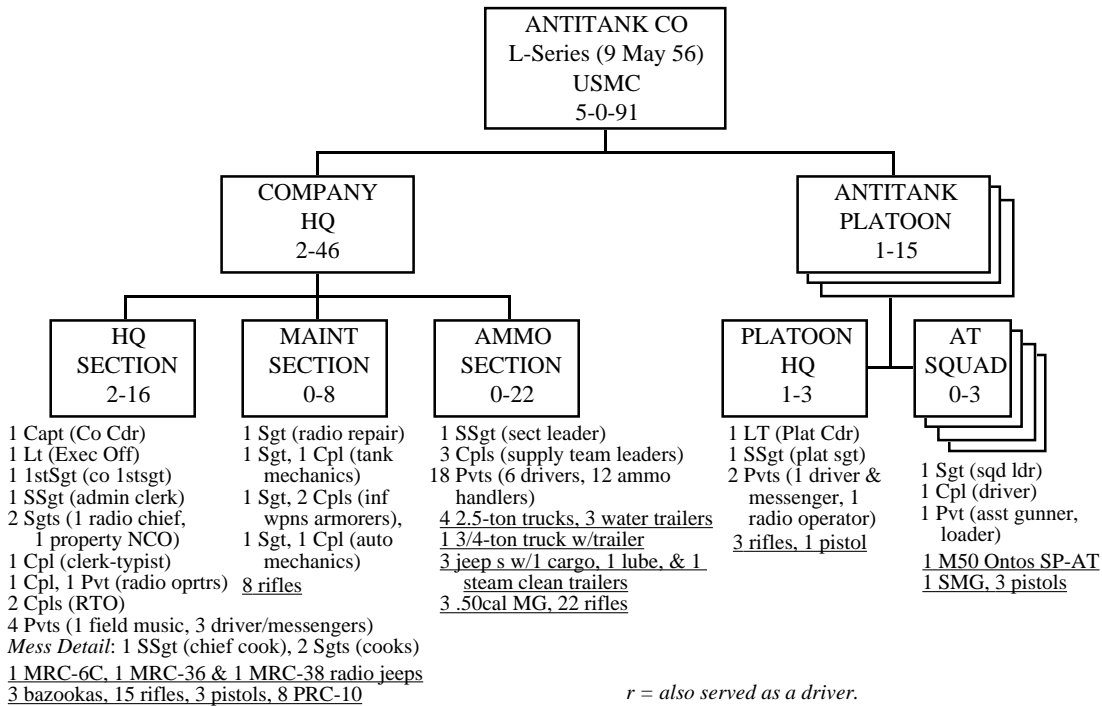 ANTITANK CO
L-Series (9 May 56)
USMC
5-0-91
COMPANY
HQ
2-46
ANTITANK
PLATOON
1-15
HQ
SECTION
2-16
MAINT
SECTION
0-8
AMMO
SECTION
0-22
PLATOON
HQ
1-3
AT
SQUAD
0-3
1 Capt (Co Cdr)
1 Lt (Exec Off)
1 1stSgt (co 1stsgt)
1 SSgt (admin clerk)
2 Sgts (1 radio chief,
1 property NCO)
1 Cpl (clerk-typist)
1 Cpl, 1 Pvt (radio oprtrs)
2 Cpls (RTO)
4 Pvts (1 field music, 3 driver/messengers)
Mess Detail: 1 SSgt (chief cook), 2 Sgts (cooks)
1 MRC-6C, 1 MRC-36 & 1 MRC-38 radio jeeps
3 bazookas, 15 rifles, 3 pistols, 8 PRC-10
1 Sgt (radio repair)
1 Sgt, 1 Cpl (tank
mechanics)
1 Sgt, 2 Cpls (inf
wpns armorers),
1 Sgt, 1 Cpl (auto
mechanics)
8 rifles
1 SSgt (sect leader)
3 Cpls (supply team leaders)
18 Pvts (6 drivers, 12 ammo
handlers)
4 2.5-ton trucks, 3 water trailers
1 3/4-ton truck w/trailer
3 jeep s w/1 cargo, 1 lube, & 1
steam clean trailers
3 .50cal MG, 22 rifles
1 LT (Plat Cdr)
1 SSgt (plat sgt)
2 Pvts (1 driver &
messenger, 1
radio operator)
3 rifles, 1 pistol
1 Sgt (sqd ldr)
1 Cpl (driver)
1 Pvt (asst gunner,
loader)
1 M50 Ontos SP-AT
1 SMG, 3 pistols
r = also served as a driver.